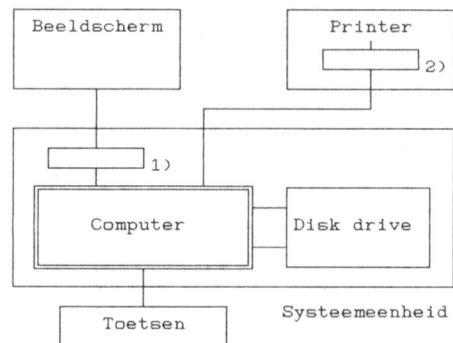 Beeldscherm
Printer
2)
1)
Computer
Disk drive
Systeemeenheid
Toetsen